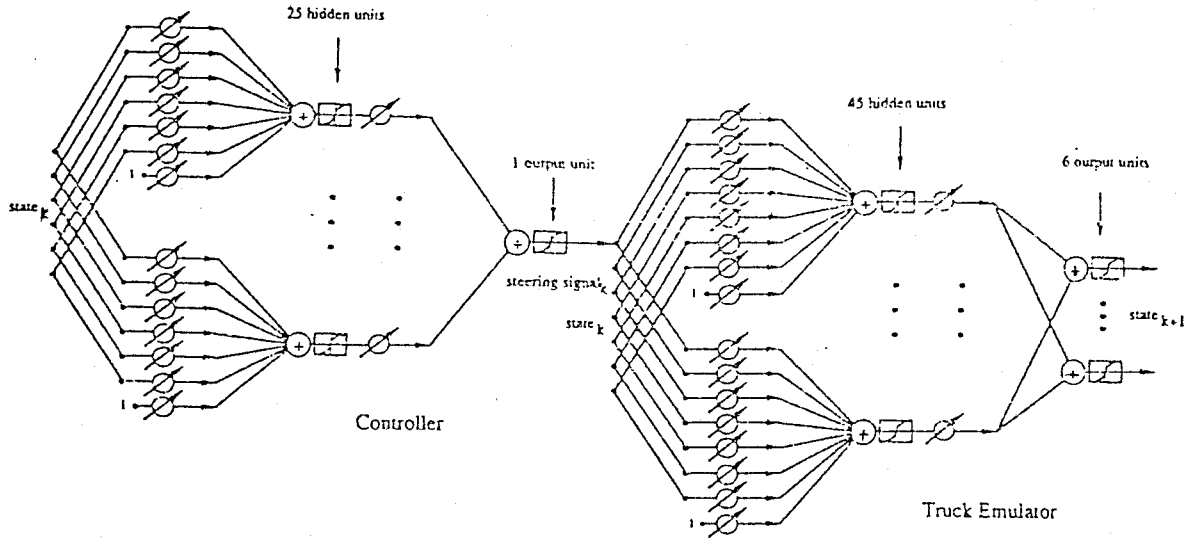 25 hidden units
45 hidden units
1 output unit
6 output units
1
state k
steering signal k
1
state k
state k+1
1
Controller
1
Truck Emulator